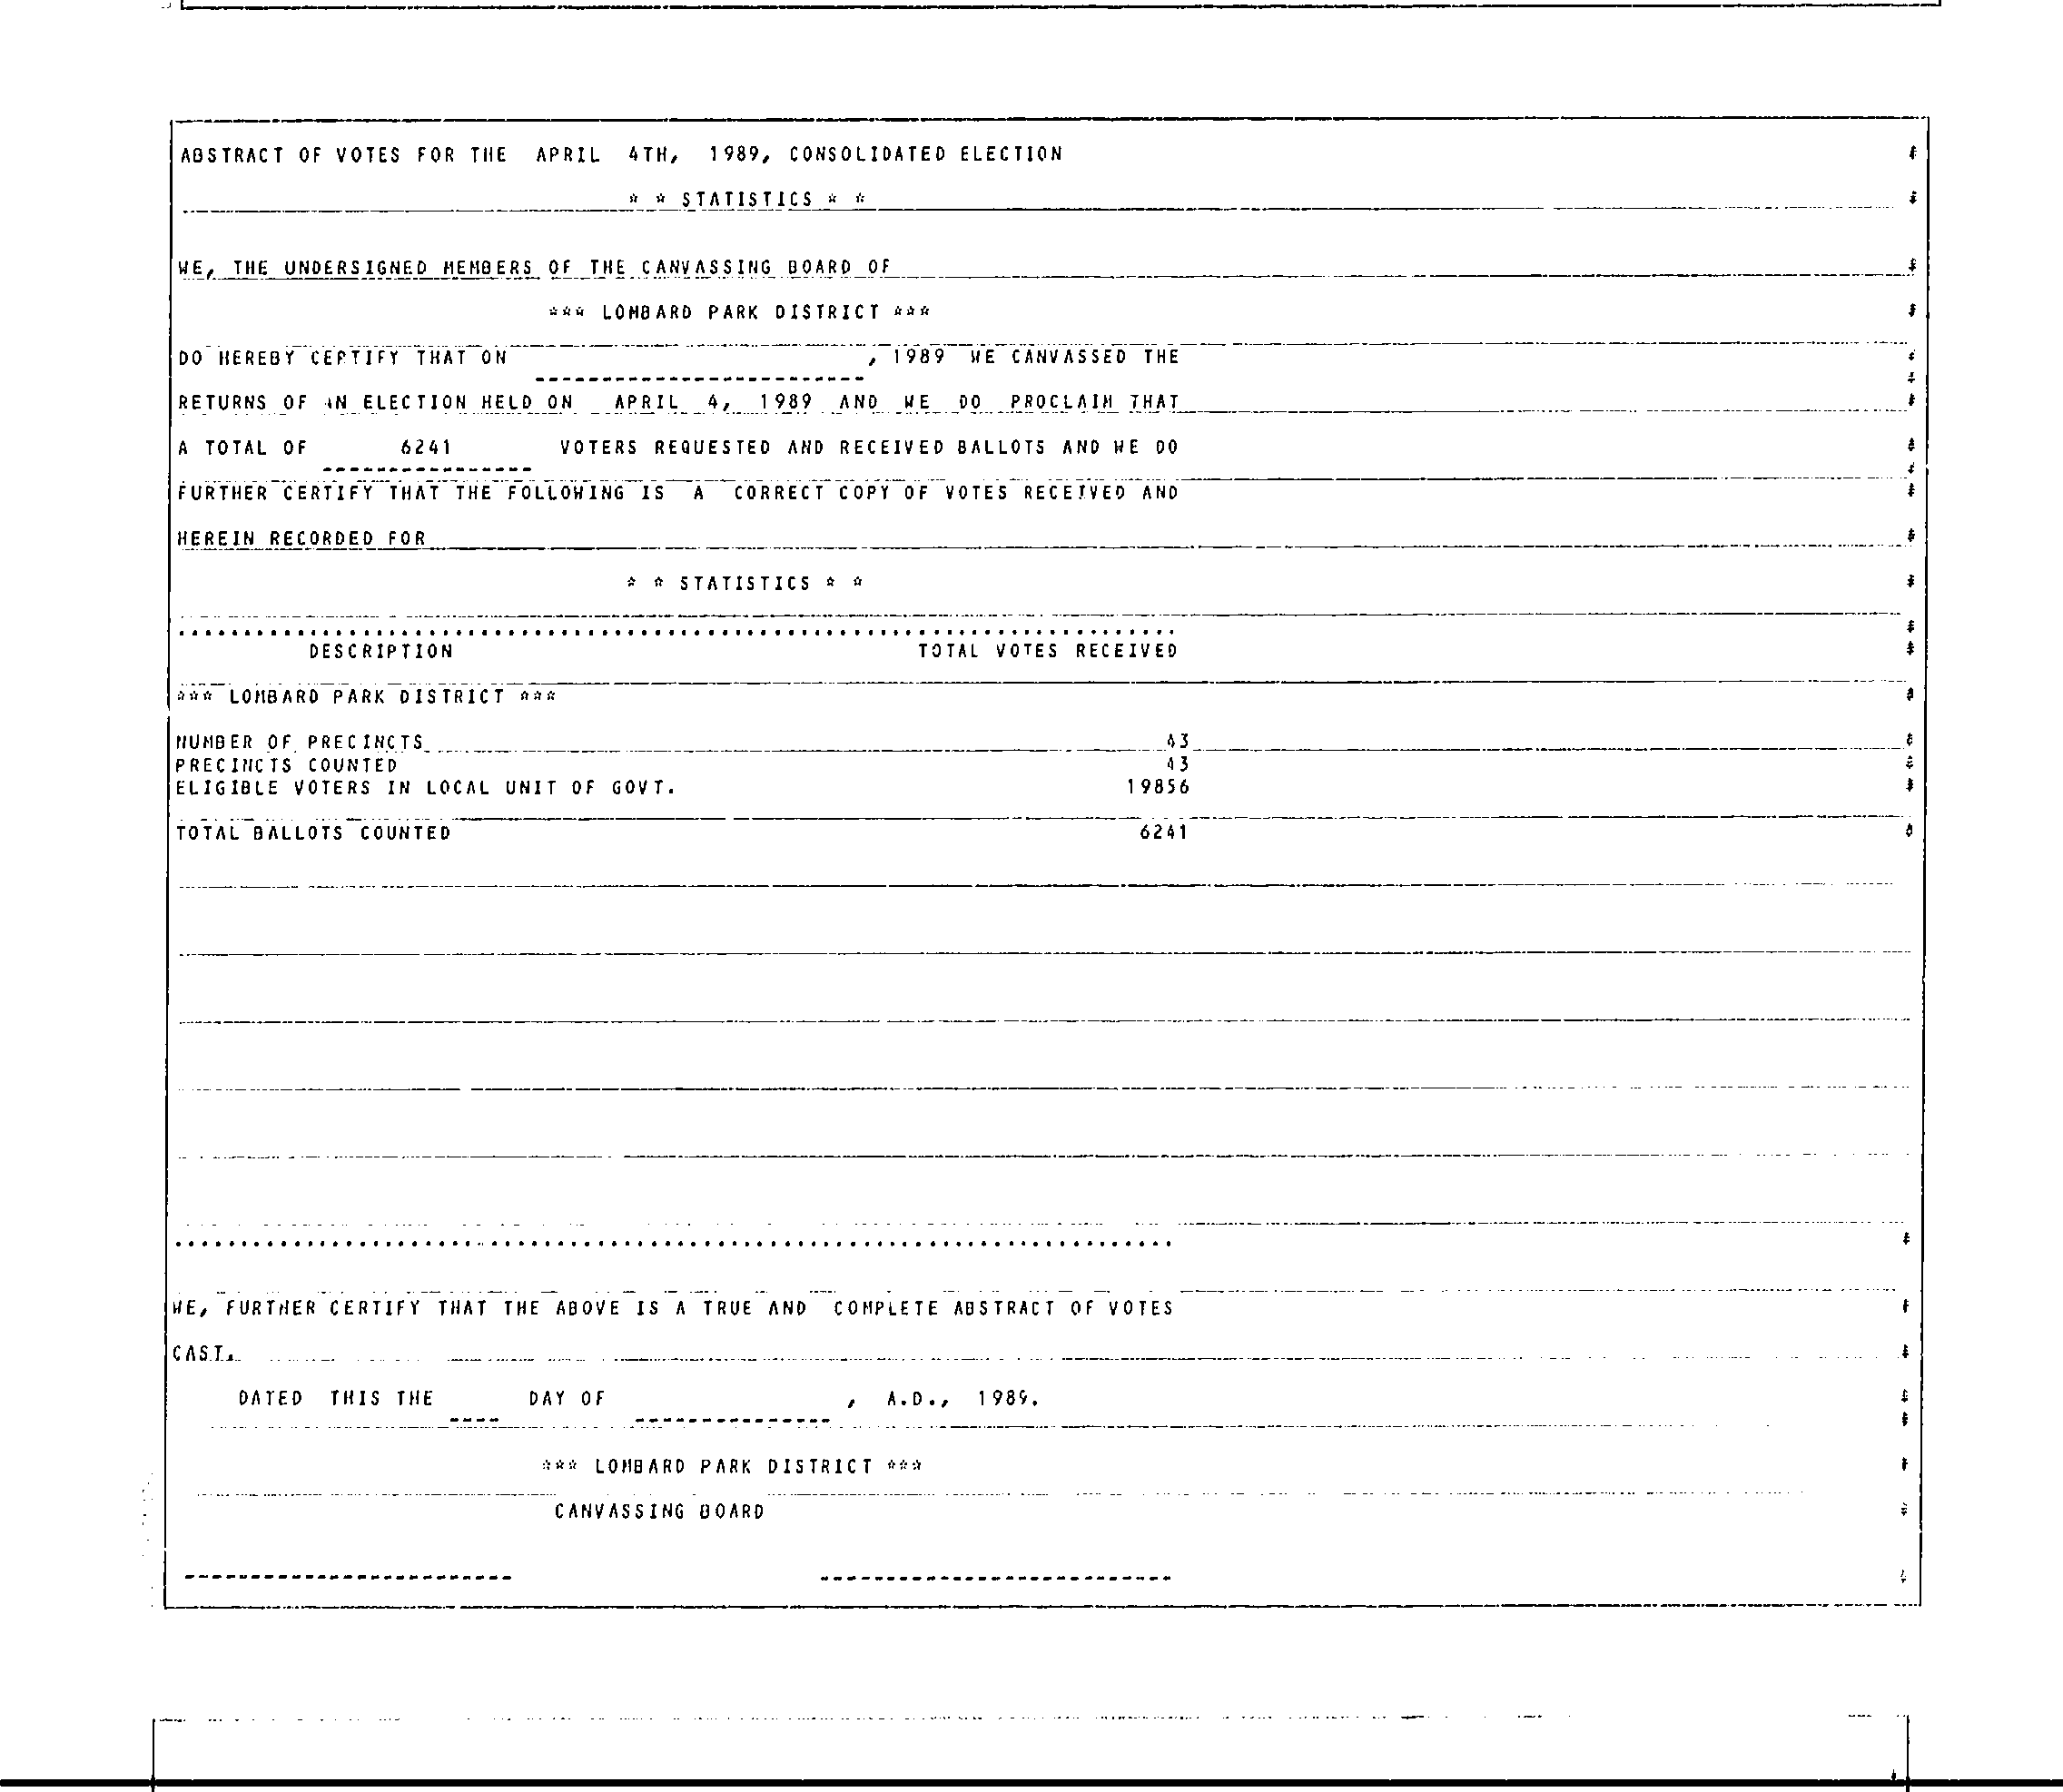 ABSTRACT OF VOTES FOR THE APRIL 4TH, 1989, CONSOLIDATED ELECTION
* * STATISTICS * *
WE, THE UNDERSIGNED MEMBERS OF THE CANVASSING BOARD OF
*** LOMBARD PARK DISTRICT ***
DO HEREBY CERTIFY THAT ON , 1989 WE CANVASSED THE
RETURNS OF AN ELECTION HELD ON APRIL 4, 1989 AND WE DO PROCLAIM THAT
A TOTAL OF 6241 VOTERS REQUESTED AND RECEIVED BALLOTS AND WE DO
FURTHER CERTIFY THAT THE FOLLOWING IS A CORRECT COPY OF VOTES RECEIVED AND
HEREIN RECORDED FOR
* * STATISTICS * *
DESCRIPTION TOTAL VOTES RECEIVED
*** LOMBARD PARK DISTRICT ***
NUMBER OF PRECINCTS 43
PRECINCTS COUNTED 43
ELIGIBLE VOTERS IN LOCAL UNIT OF GOVT. 19856
TOTAL BALLOTS COUNTED 6241
WE, FURTHER CERTIFY THAT THE ABOVE IS A TRUE AND COMPLETE ABSTRACT OF VOTES
CAST.
DATED THIS THE DAY OF , A.D., 1989.
*** LOMBARD PARK DISTRICT ***
CANVASSING BOARD